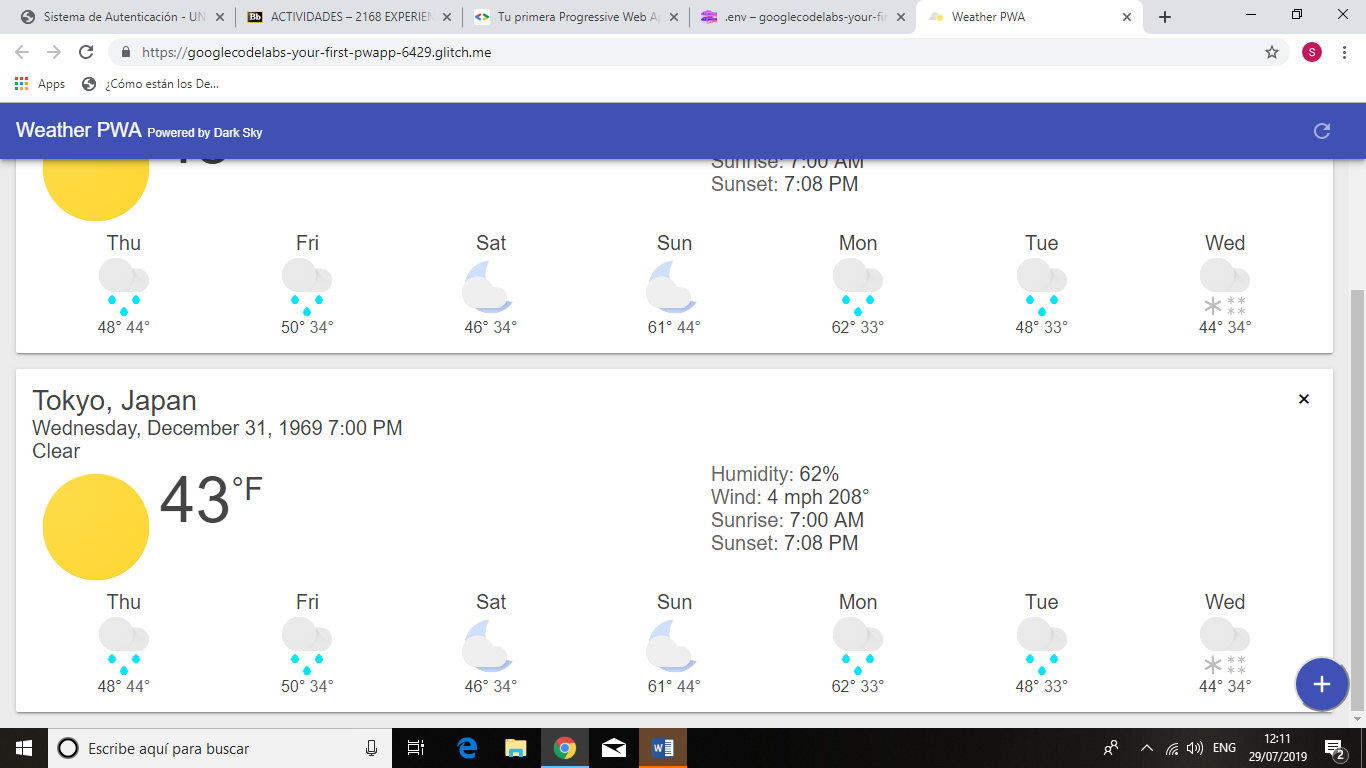 Sistema de Autenticación - UN
ACTIVIDADES – 2168 EXPERIEN
Tu primera Progressive Web Ap
.env – googlecodelabs-your-fir
Weather PWA
https://googlecodelabs-your-first-pwapp-6429.glitch.me
S
Apps
¿Cómo están los De...
Weather PWA Powered by Dark Sky
Sunrise: 7:00 AM
Sunset: 7:08 PM
Thu Fri Sat Sun Mon Tue Wed
48° 44° 50° 34° 46° 34° 61° 44° 62° 33° 48° 33° 44° 34°
Tokyo, Japan
Wednesday, December 31, 1969 7:00 PM
Clear
43°F
Humidity: 62%
Wind: 4 mph 208°
Sunrise: 7:00 AM
Sunset: 7:08 PM
Thu Fri Sat Sun Mon Tue Wed
48° 44° 50° 34° 46° 34° 61° 44° 62° 33° 48° 33° 44° 34°
Escribe aquí para buscar
ENG
12:11
29/07/2019
2